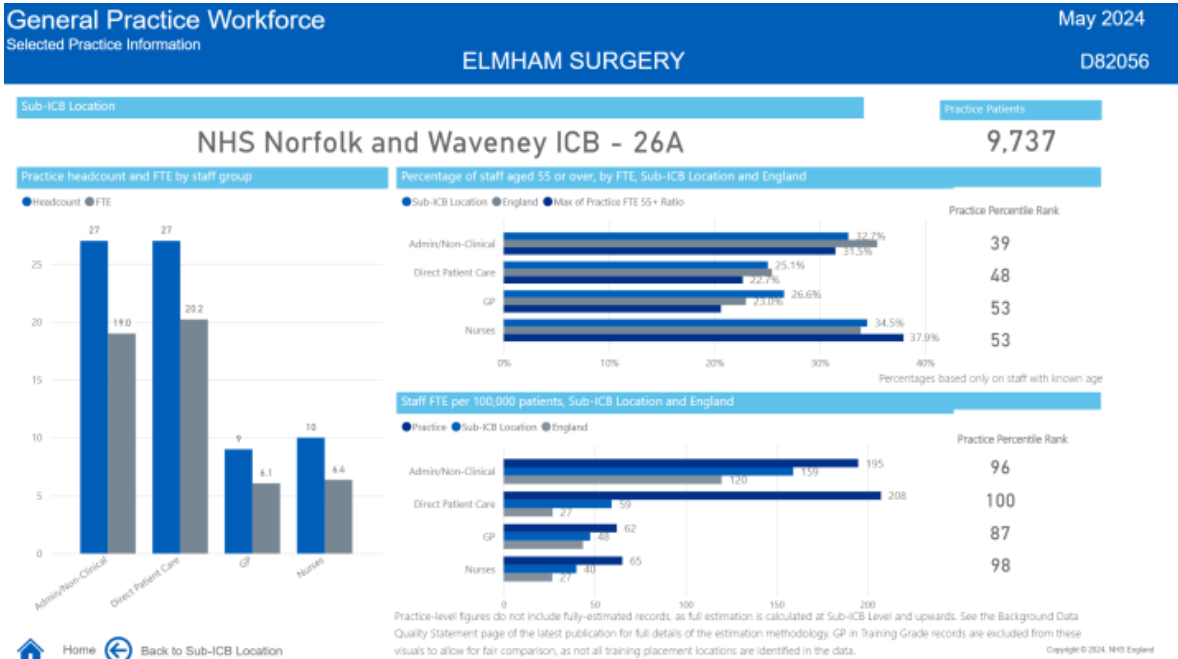 General Practice Workforce
May 2024
Selected Practice Information
ELMHAM SURGERY
D82056
Sub-ICB Location
Practice Patients
NHS Norfolk and Waveney ICB - 26A
9,737
Practice headcount and FTE by staff group
Headcount FTE
27
27
25
20.2
20
19.0
15
10
10
9
6.1
6.4
5
0
Admin/Non-Clinical
Direct Patient Care
GP
Nurses
Percentage of staff aged 55 or over, by FTE, Sub-ICB Location and England
Sub-ICB Location England Max of Practice FTE 55+ Ratio
Practice Percentile Rank
Admin/Non-Clinical
32.7%
31.5%
39
Direct Patient Care
25.1%
22.7%
48
GP
26.6%
23.0%
53
Nurses
34.5%
37.9%
53
0% 10% 20% 30% 40%
Percentages based only on staff with known age
Staff FTE per 100,000 patients, Sub-ICB Location and England
Practice Sub-ICB Location England
Practice Percentile Rank
Admin/Non-Clinical
195
159
120
96
Direct Patient Care
208
59
27
100
GP
62
48
87
Nurses
65
40
27
98
0 50 100 150 200
Practice-level figures do not include fully-estimated records, as full estimation is calculated at Sub-ICB Level and upwards. See the Background Data
Quality Statement page of the latest publication for full details of the estimation methodology. GP in Training Grade records are excluded from these
visuals to allow for fair comparison, as not all training placement locations are identified in the data.
Home
Back to Sub-ICB Location
Copyright © 2024, NHS England